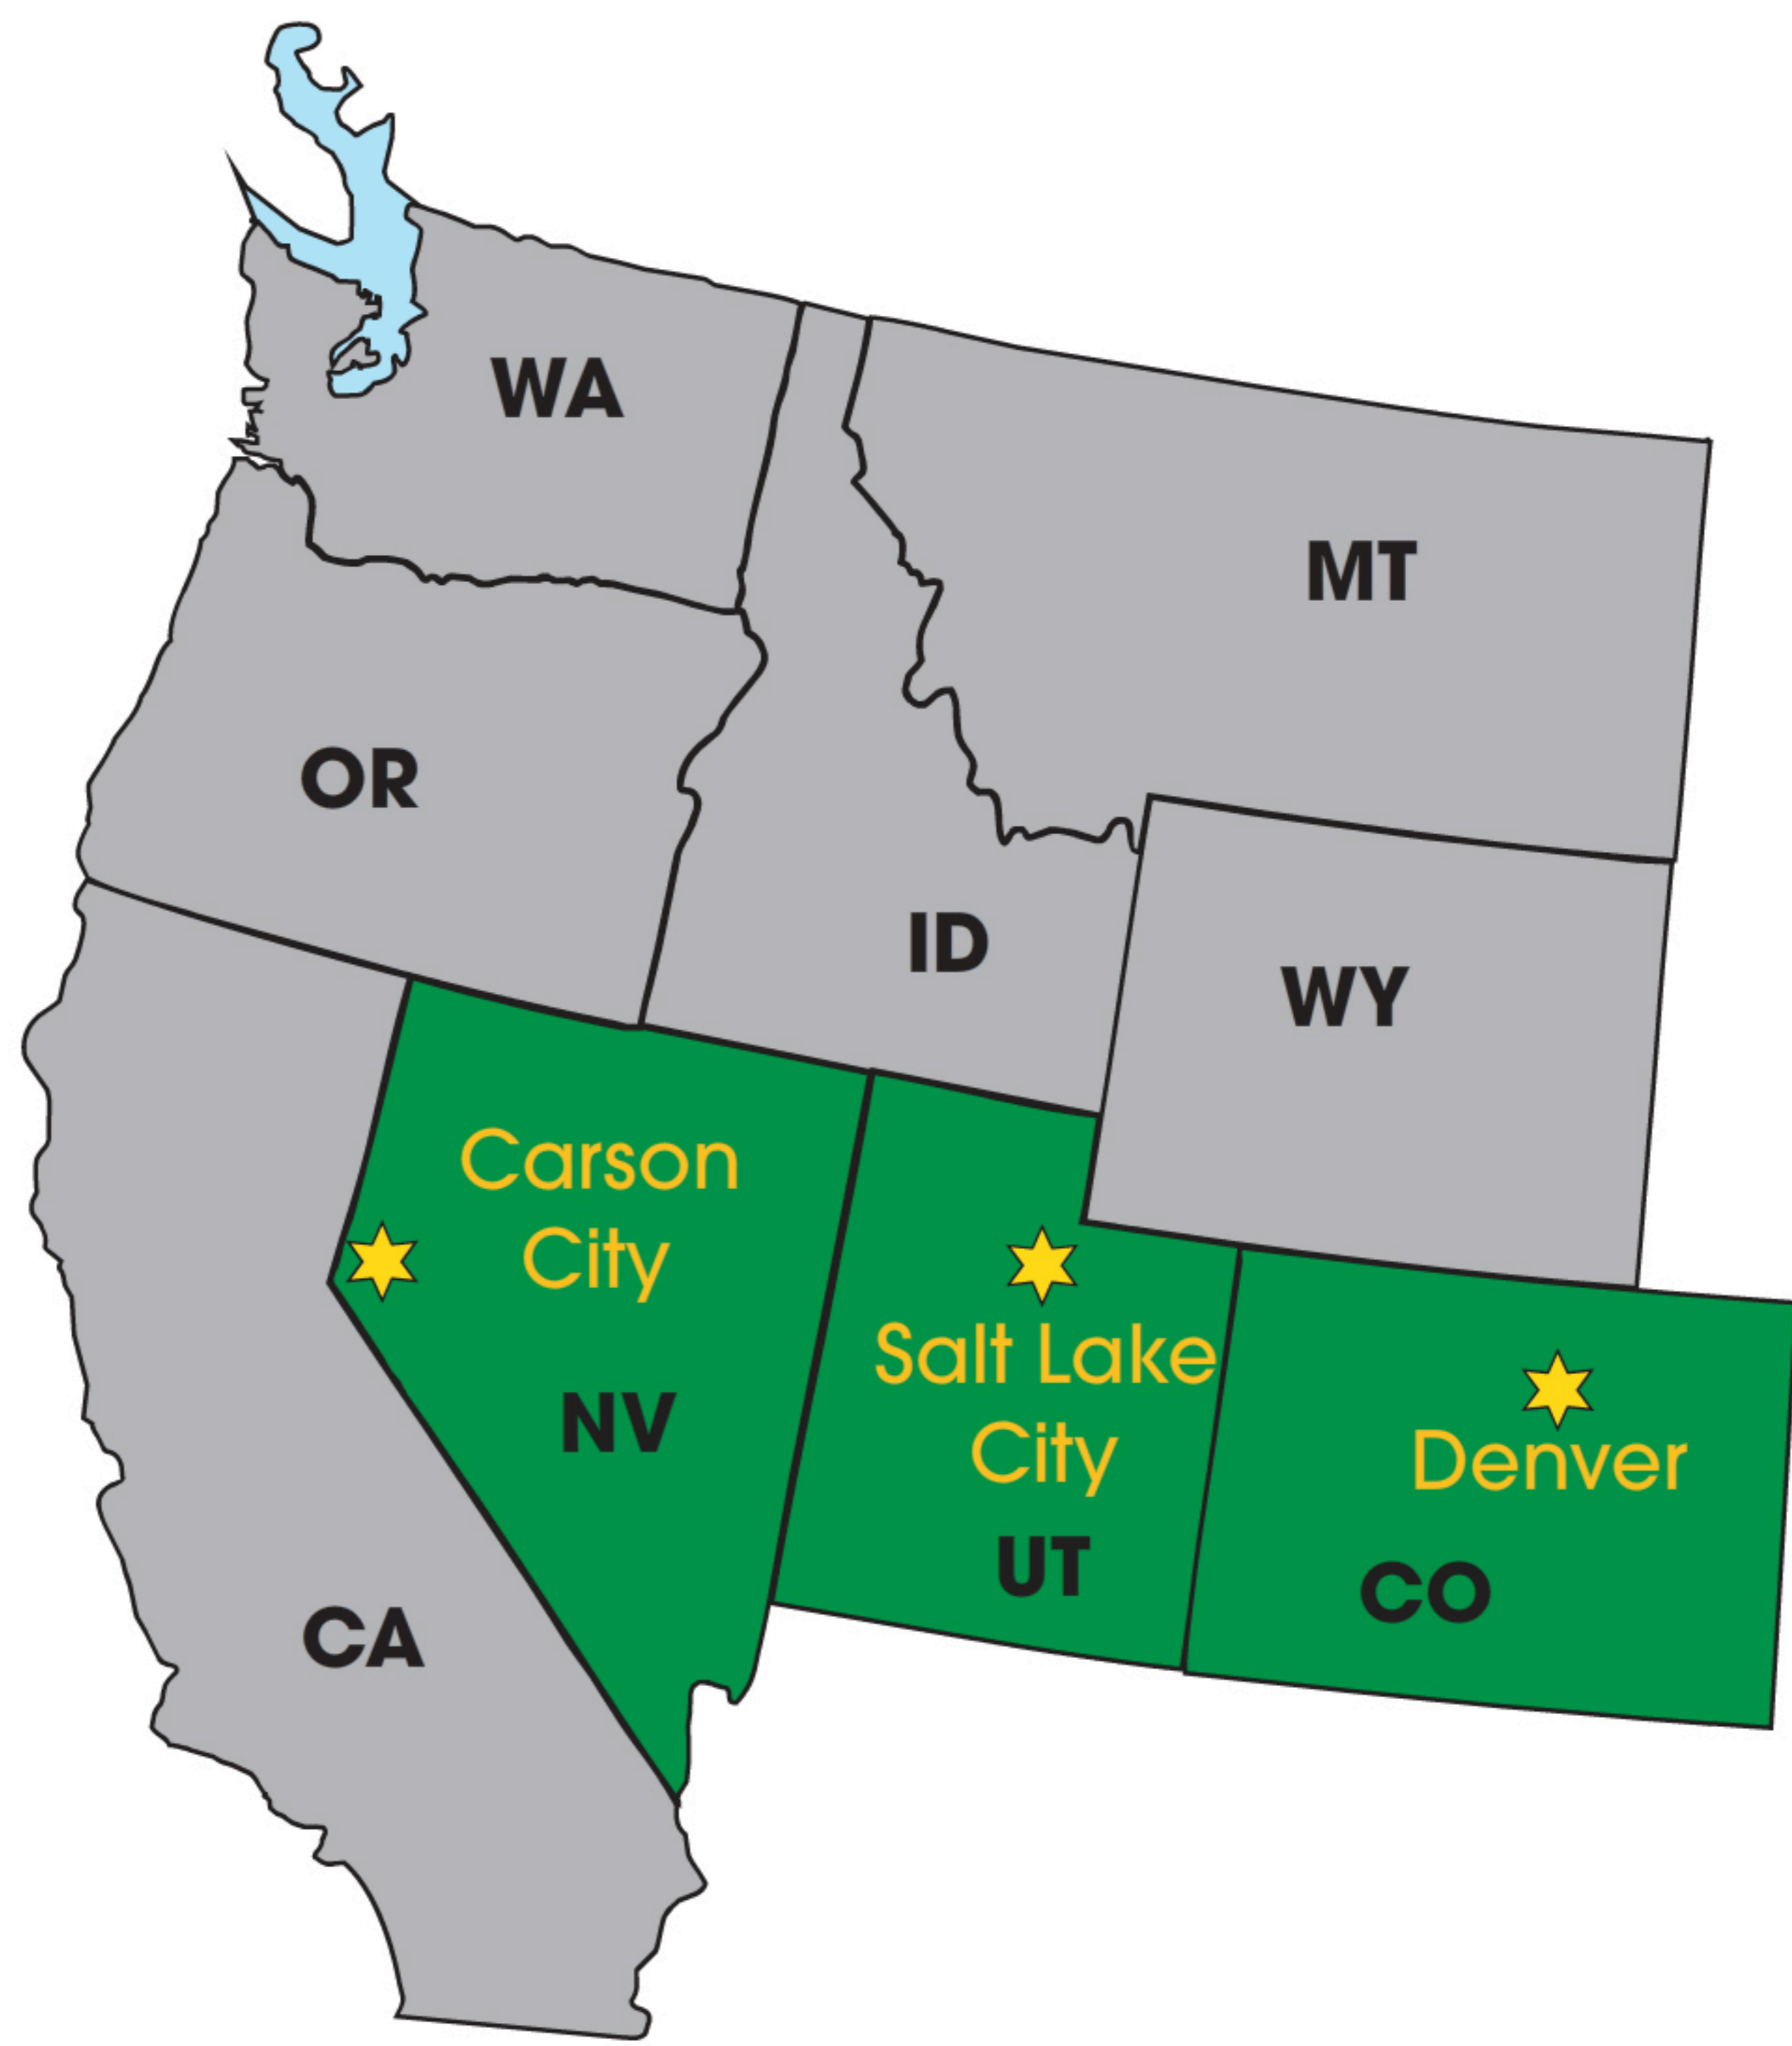 WA
MT
OR
ID
WY
Carson
City
NV
Salt Lake
City
UT
Denver
CO
CA